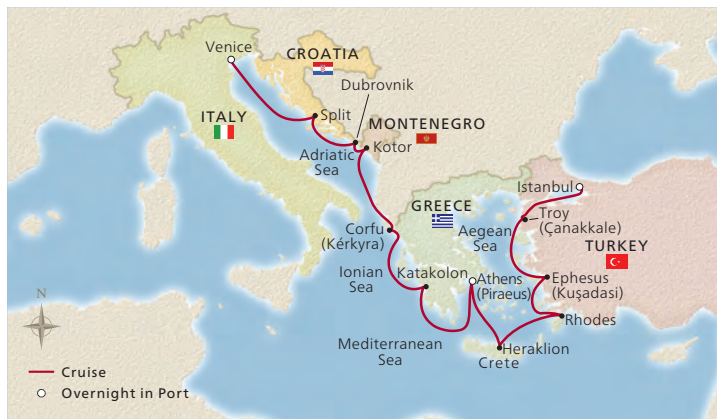 Venice
CROATIA
Dubrovnik
ITALY
Split
MONTENEGRO
Adriatic
Sea
Kotor
Istanbul
GREECE
Troy
(Çanakkale)
Corfu
(Kérkyra)
Aegean
Sea
TURKEY
Ionian
Sea
Katakolon
Athens
(Piraeus)
Ephesus
(Kuşadasi)
N
Rhodes
Mediterranean
Sea
Heraklion
Crete
Cruise
Overnight in Port